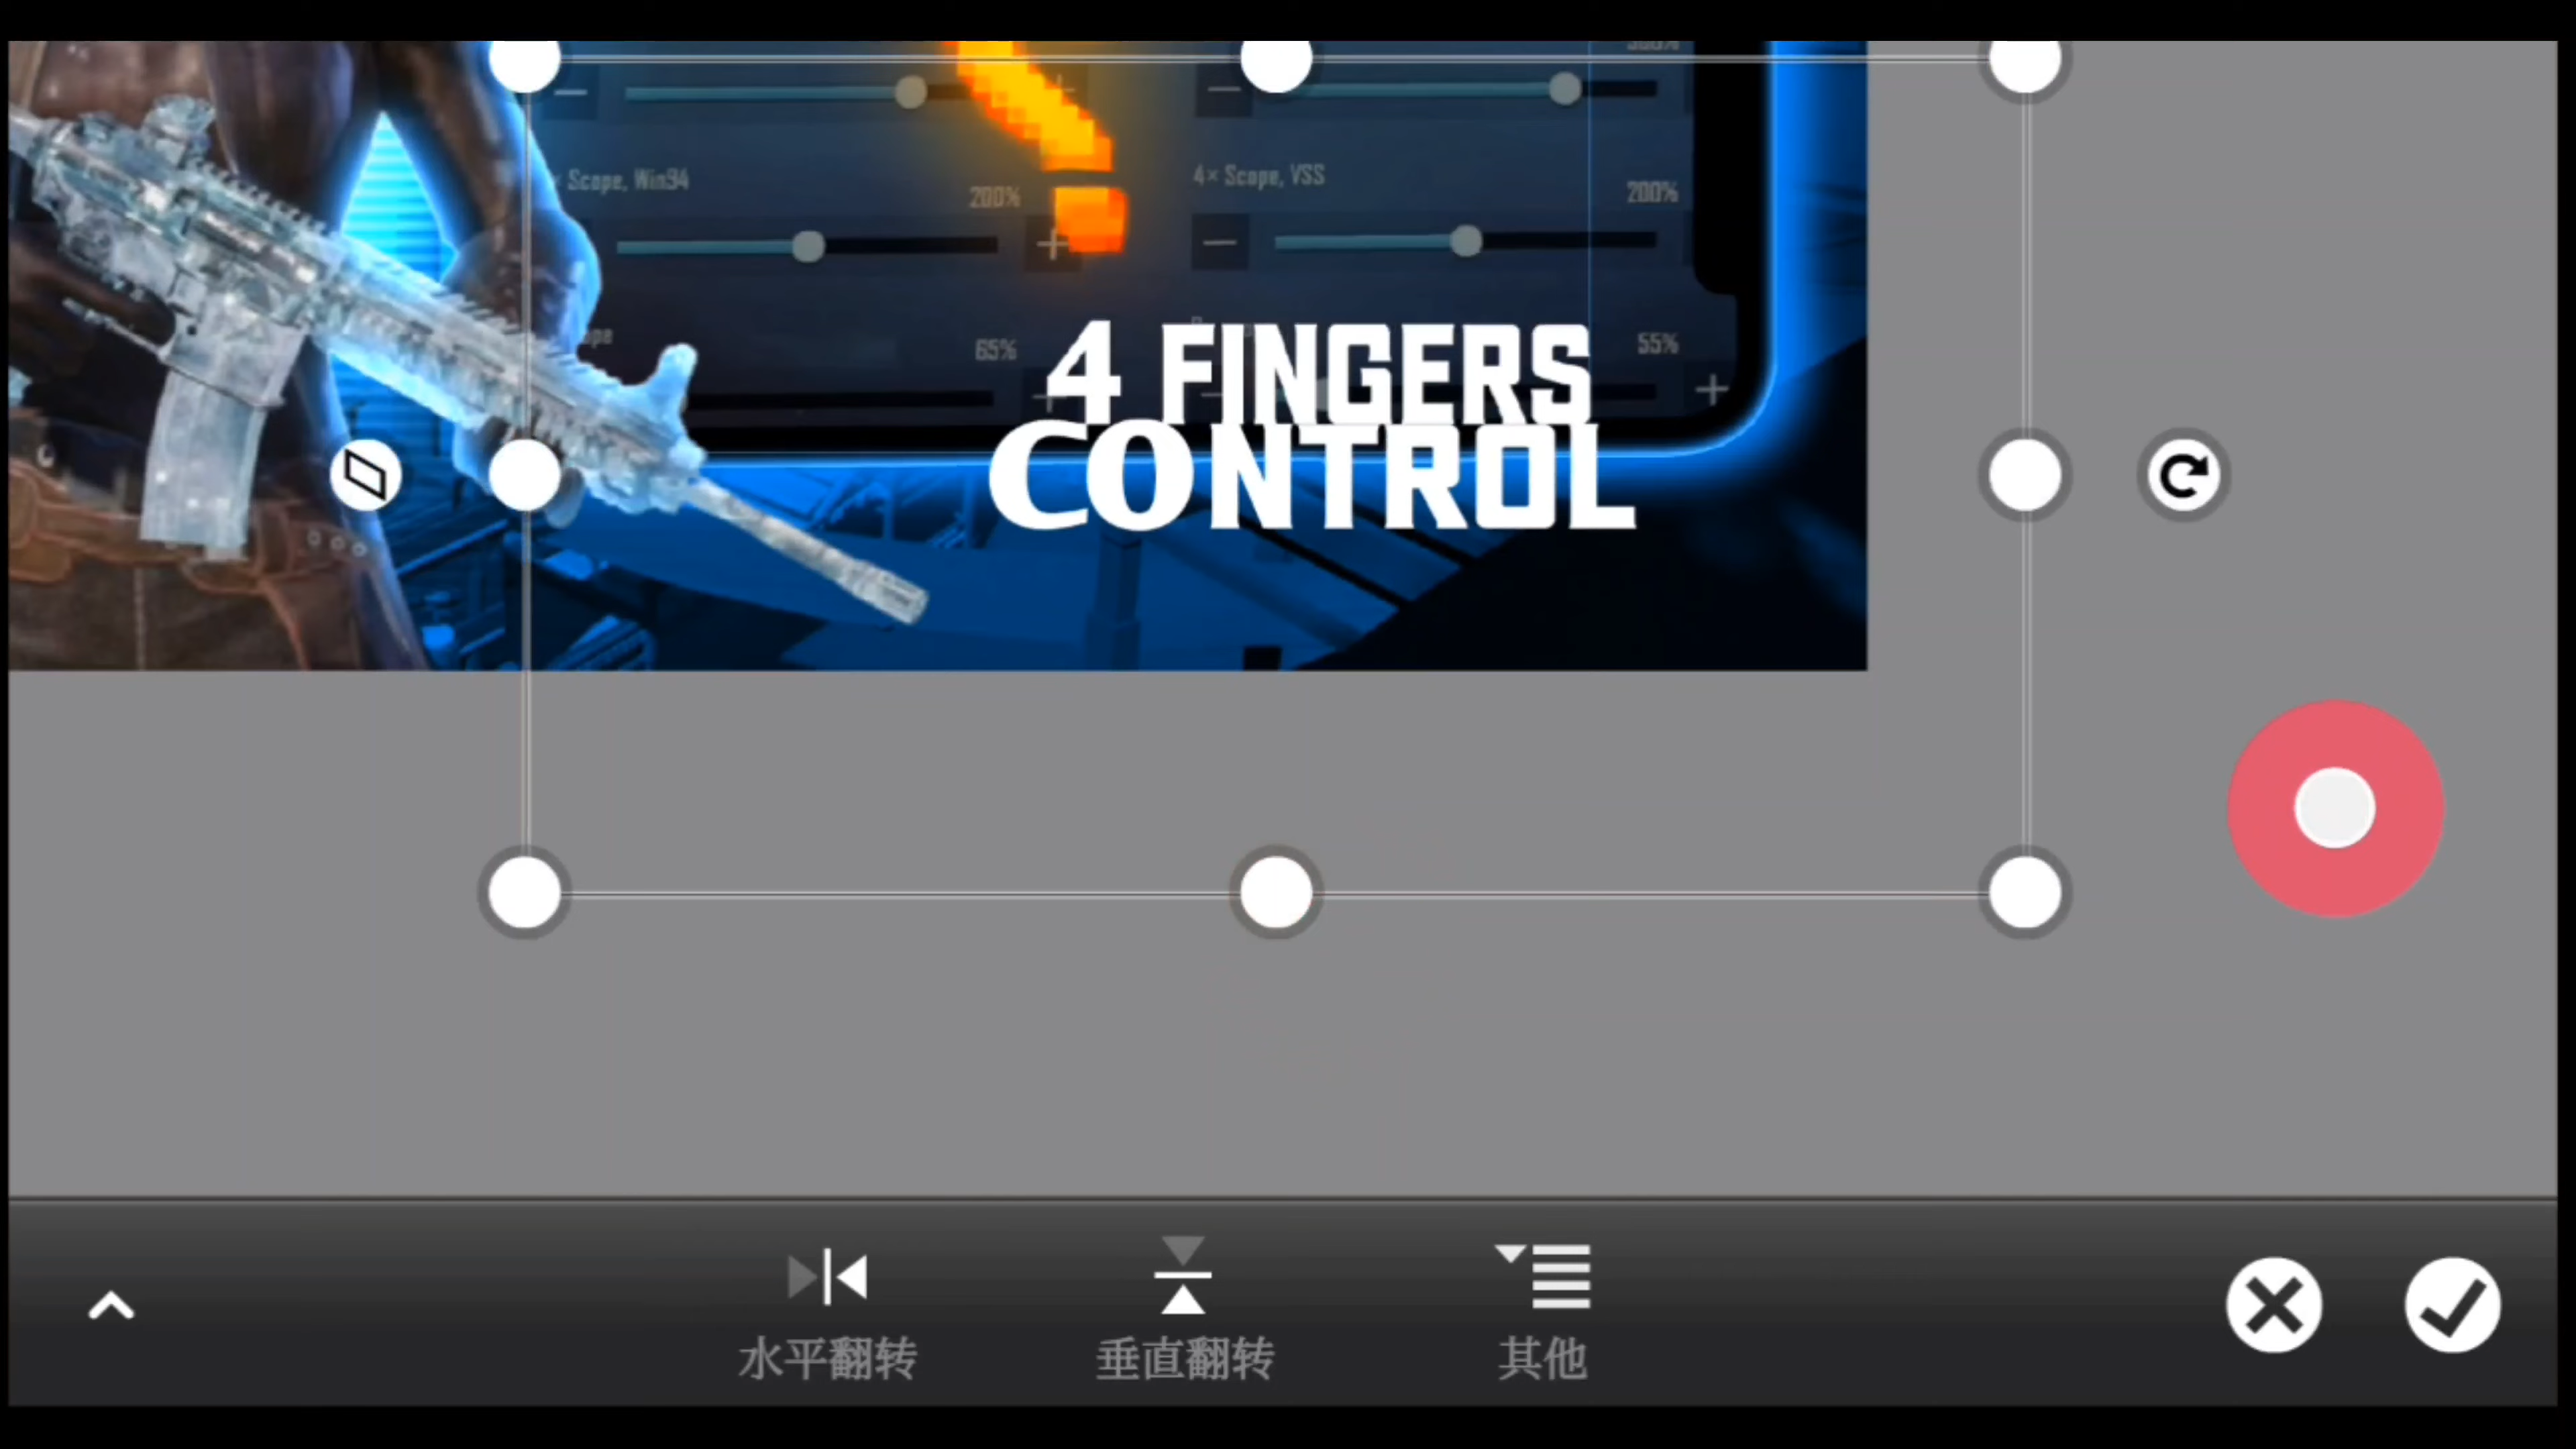 Scope, Win94
200%
4× Scope, VSS
200%
65%
55%
4 FINGERS
CONTROL
水平翻转
垂直翻转
其他